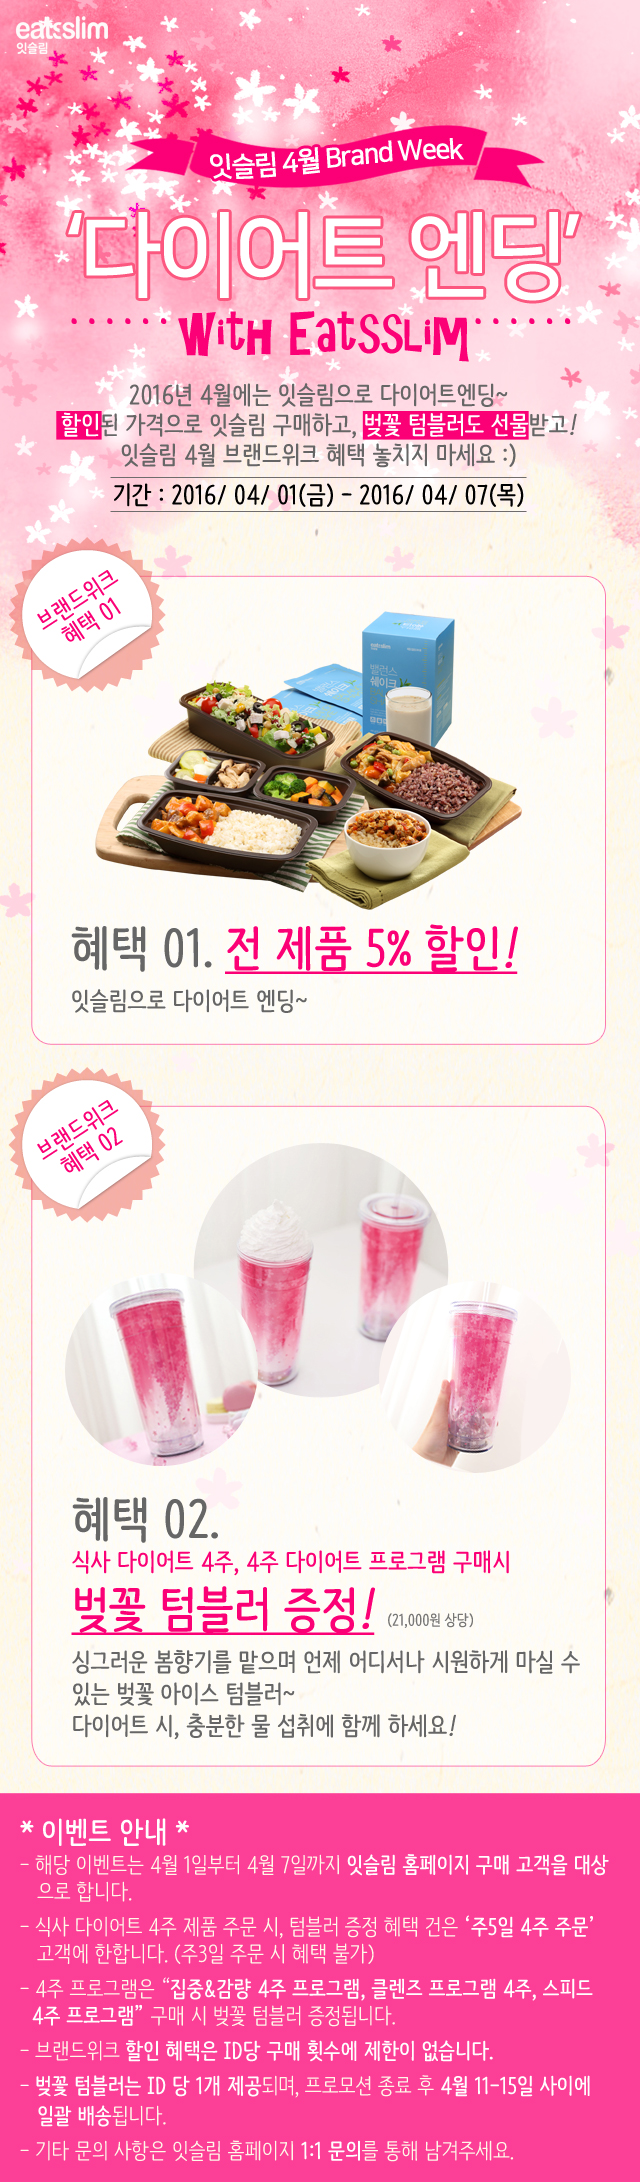 eatsslim
잇슬림
잇슬림 4월 Brand Week
‘다이어트 엔딩’
With EatSSLiM
2016년 4월에는 잇슬림으로 다이어트엔딩~
할인된 가격으로 잇슬림 구매하고, 벚꽃 텀블러도 선물받고!
잇슬림 4월 브랜드위크 혜택 놓치지 마세요 :)
기간 : 2016/ 04/ 01(금) - 2016/ 04/ 07(목)
브랜드위크
혜택 01
eatsslim
밸런스
쉐이크
혜택 01. 전 제품 5% 할인!
잇슬림으로 다이어트 엔딩~
브랜드위크
혜택 02
혜택 02.
식사 다이어트 4주, 4주 다이어트 프로그램 구매시
벚꽃 텀블러 증정! (21,000원 상당)
싱그러운 봄향기를 맡으며 언제 어디서나 시원하게 마실 수
있는 벚꽃 아이스 텀블러~
다이어트 시, 충분한 물 섭취에 함께 하세요!
* 이벤트 안내 *
- 해당 이벤트는 4월 1일부터 4월 7일까지 잇슬림 홈페이지 구매 고객을 대상
으로 합니다.
- 식사 다이어트 4주 제품 주문 시, 텀블러 증정 혜택 건은 ‘주5일 4주 주문’
고객에 한합니다. (주3일 주문 시 혜택 불가)
- 4주 프로그램은 “집중&감량 4주 프로그램, 클렌즈 프로그램 4주, 스피드
4주 프로그램” 구매 시 벚꽃 텀블러 증정됩니다.
- 브랜드위크 할인 혜택은 ID당 구매 횟수에 제한이 없습니다.
- 벚꽃 텀블러는 ID 당 1개 제공되며, 프로모션 종료 후 4월 11-15일 사이에
일괄 배송됩니다.
- 기타 문의 사항은 잇슬림 홈페이지 1:1 문의를 통해 남겨주세요.